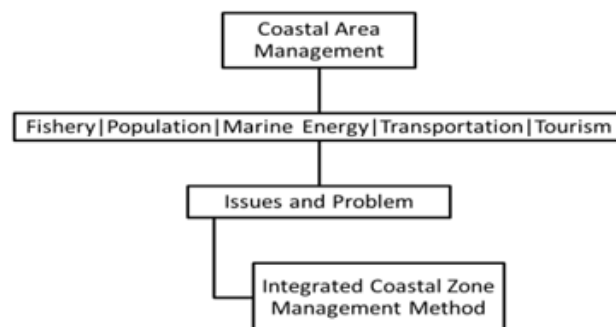 Coastal Area
Management
Fishery|Population|Marine Energy|Transportation|Tourism
Issues and Problem
Integrated Coastal Zone
Management Method